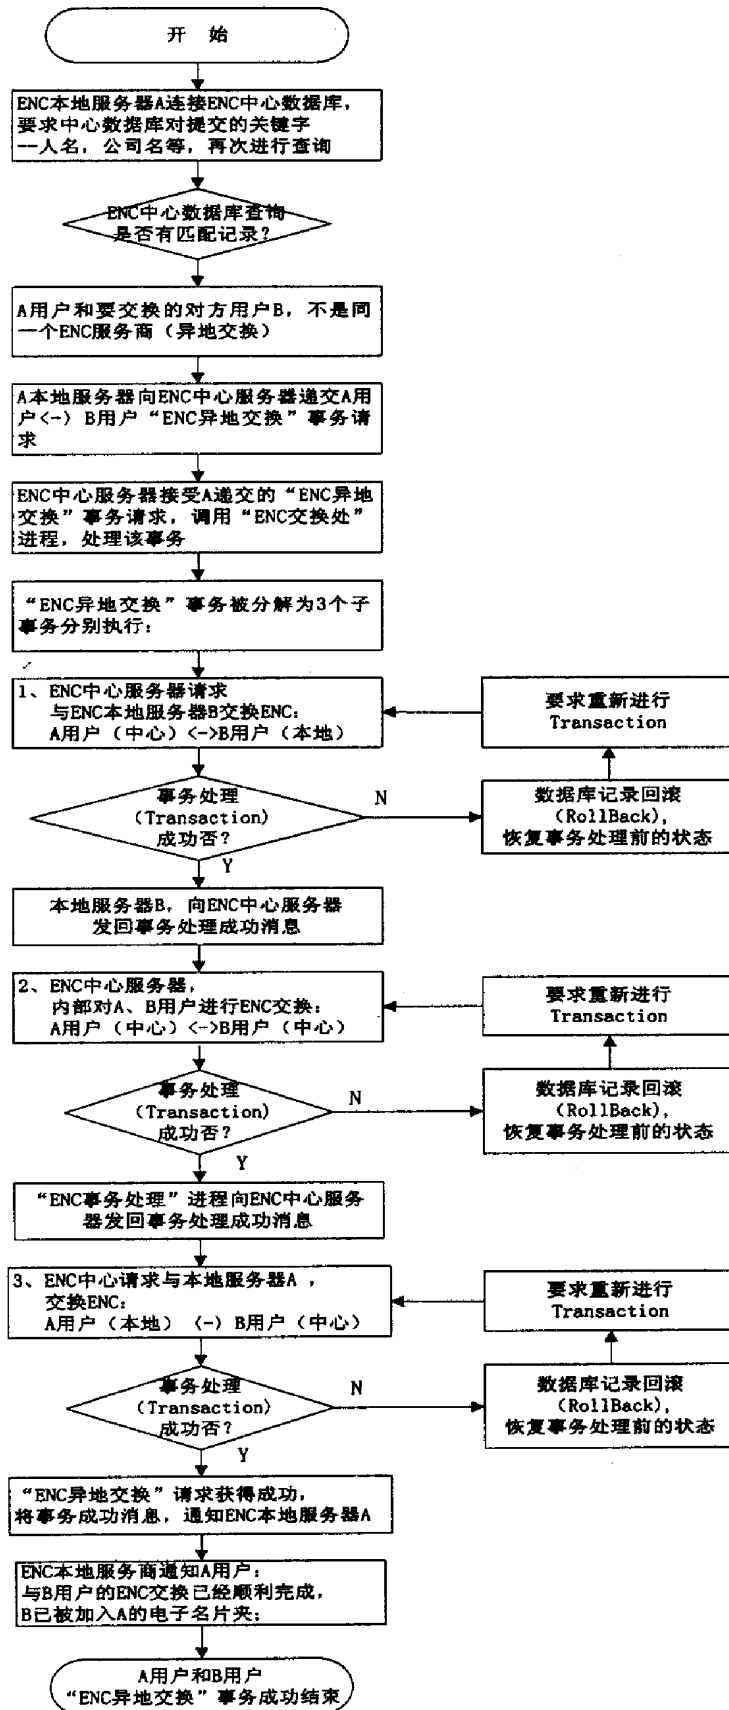 开 始
ENC本地服务器A连接ENC中心数据库,
要求中心数据库对提交的关键字
--人名, 公司名等, 再次进行查询
ENC中心数据库查询
是否有匹配记录?
A用户和要交换的对方用户B, 不是同
一个ENC服务商（异地交换）
A本地服务器向ENC中心服务器递交A用
户<-> B用户“ENC异地交换”事务请
求
ENC中心服务器接受A递交的“ENC异地
交换”事务请求, 调用“ENC交换处”
进程, 处理该事务
“ENC异地交换”事务被分解为3个子
事务分别执行:
1、ENC中心服务器请求
与ENC本地服务器B交换ENC:
A用户（中心）<->B用户（本地）
要求重新进行
Transaction
事务处理
(Transaction)
成功否?
N
数据库记录回滚
(RollBack),
恢复事务处理前的状态
Y
本地服务器B, 向ENC中心服务器
发回事务处理成功消息
2、ENC中心服务器,
内部对A、B用户进行ENC交换:
A用户（中心）<->B用户（中心）
要求重新进行
Transaction
事务处理
(Transaction)
成功否?
N
数据库记录回滚
(RollBack),
恢复事务处理前的状态
Y
“ENC事务处理”进程向ENC中心服务
器发回事务处理成功消息
3、ENC中心请求与本地服务器A ,
交换ENC:
A用户（本地） <-> B用户（中心）
要求重新进行
Transaction
事务处理
(Transaction)
成功否?
N
数据库记录回滚
(RollBack),
恢复事务处理前的状态
Y
“ENC异地交换”请求获得成功,
将事务成功消息, 通知ENC本地服务器A
ENC本地服务商通知A用户:
与B用户的ENC交换已经顺利完成,
B已被加入A的电子名片夹;
A用户和B用户
“ENC异地交换”事务成功结束